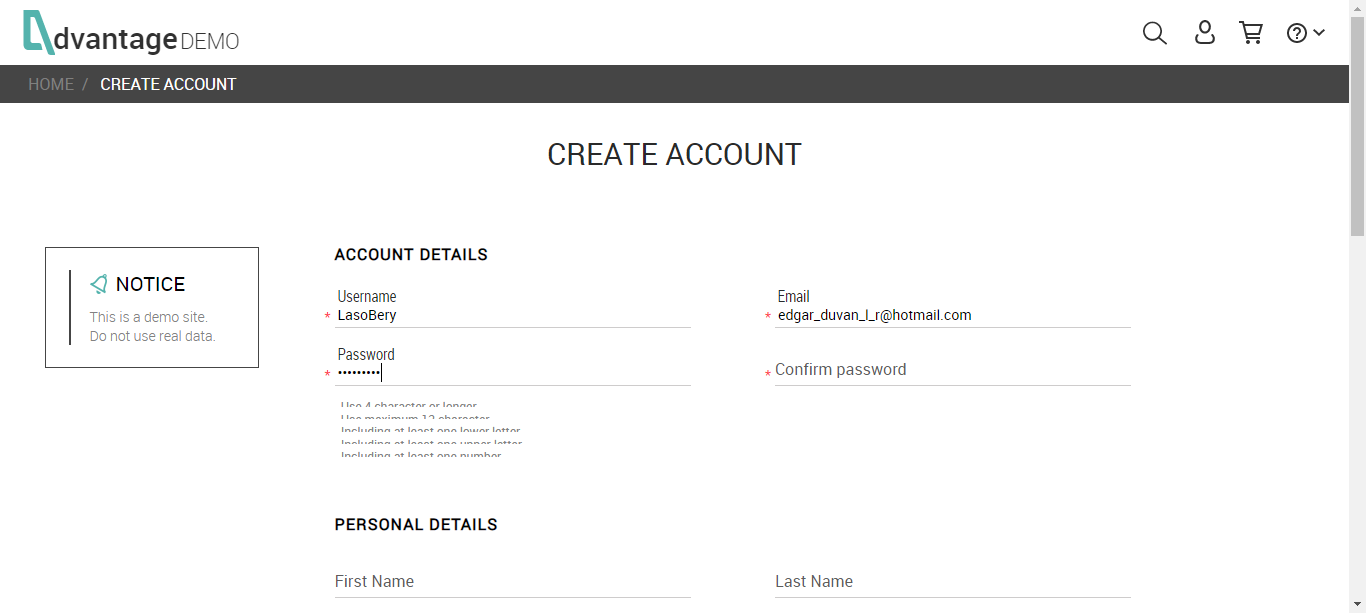 Advantage DEMO
HOME / CREATE ACCOUNT
CREATE ACCOUNT
NOTICE
This is a demo site.
Do not use real data.
ACCOUNT DETAILS
Username
* LasoBery
Email
* edgar_duvan_l_r@hotmail.com
Password
* •••••••••
* Confirm password
Use 4 character or longer
Use maximum 12 character
Including at least one lower letter
Including at least one upper letter
Including at least one number
PERSONAL DETAILS
First Name
Last Name